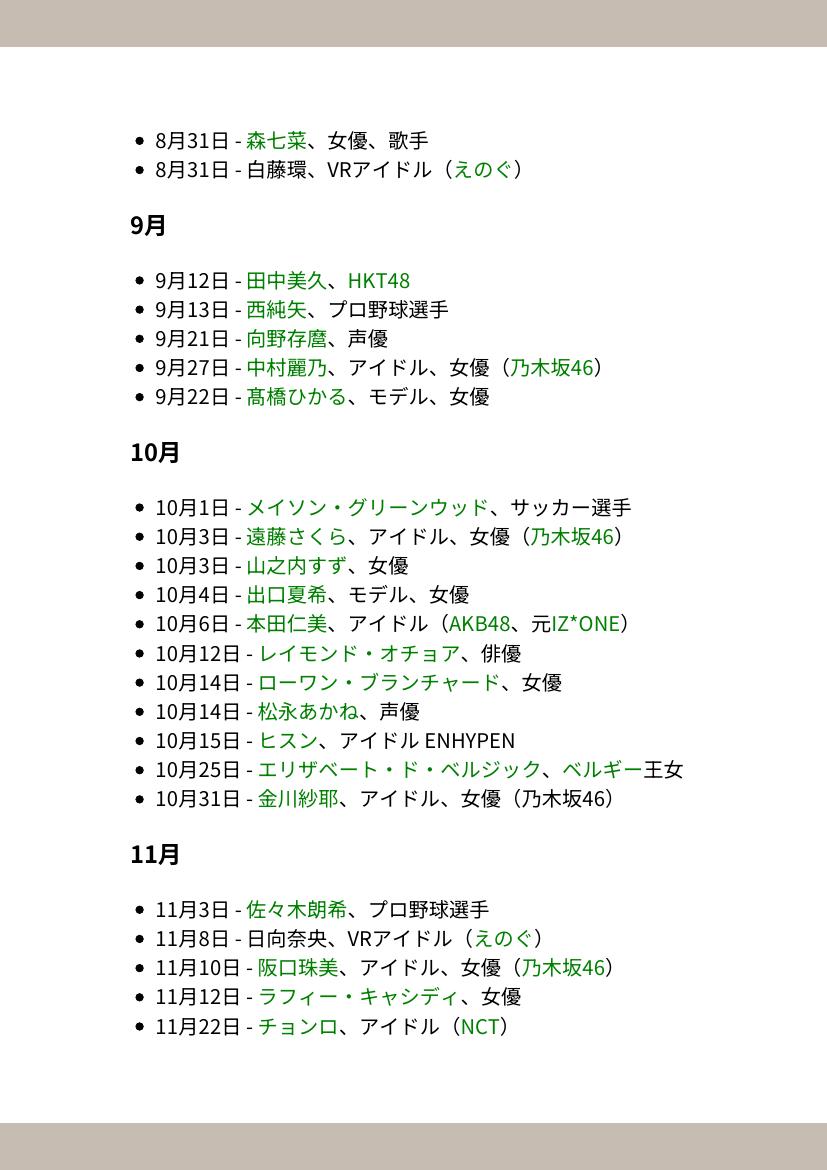 • 8月31日 - 森七菜、女優、歌手
• 8月31日 - 白藤環、VRアイドル（えのぐ）
9月
• 9月12日 - 田中美久、HKT48
• 9月13日 - 西純矢、プロ野球選手
• 9月21日 - 向野存麿、声優
• 9月27日 - 中村麗乃、アイドル、女優（乃木坂46）
• 9月22日 - 髙橋ひかる、モデル、女優
10月
• 10月1日 - メイソン・グリーンウッド、サッカー選手
• 10月3日 - 遠藤さくら、アイドル、女優（乃木坂46）
• 10月3日 - 山之内すず、女優
• 10月4日 - 出口夏希、モデル、女優
• 10月6日 - 本田仁美、アイドル（AKB48、元IZ*ONE）
• 10月12日 - レイモンド・オチョア、俳優
• 10月14日 - ローワン・ブランチャード、女優
• 10月14日 - 松永あかね、声優
• 10月15日 - ヒスン、アイドル ENHYPEN
• 10月25日 - エリザベート・ド・ベルジック、ベルギー王女
• 10月31日 - 金川紗耶、アイドル、女優（乃木坂46）
11月
• 11月3日 - 佐々木朗希、プロ野球選手
• 11月8日 - 日向奈央、VRアイドル（えのぐ）
• 11月10日 - 阪口珠美、アイドル、女優（乃木坂46）
• 11月12日 - ラフィー・キャシディ、女優
• 11月22日 - チョンロ、アイドル（NCT）